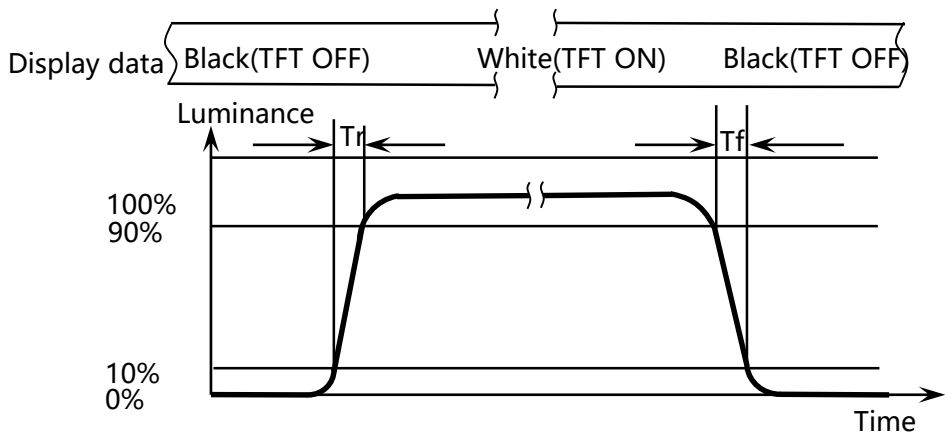 Display data Black(TFT OFF) White(TFT ON) Black(TFT OFF)
Luminance
Tr Tf
100%
90%
10%
0%
Time